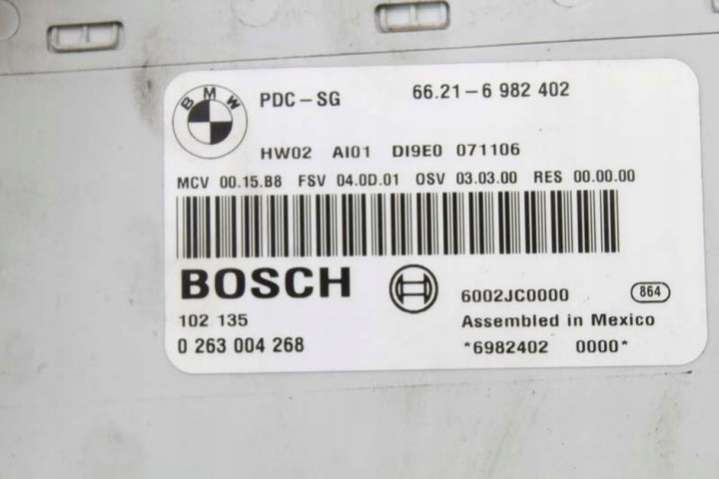 BMW PDC-SG 66.21-6 982 402
HW02 AI01 DI9E0 071106
MCV 00.15.B8 FSV 04.0D.01 OSV 03.03.00 RES 00.00.00
BOSCH 6002JC0000 864
102 135 Assembled in Mexico
0 263 004 268 *6982402 0000*